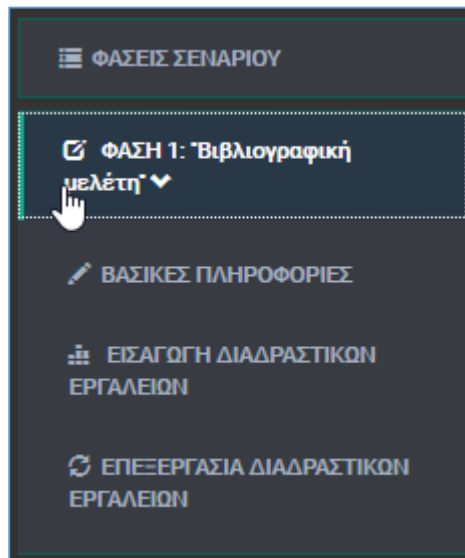 ΦΑΣΕΙΣ ΣΕΝΑΡΙΟΥ
ΦΑΣΗ 1: "Βιβλιογραφική
μελέτη"
ΒΑΣΙΚΕΣ ΠΛΗΡΟΦΟΡΙΕΣ
ΕΙΣΑΓΩΓΗ ΔΙΑΔΡΑΣΤΙΚΩΝ
ΕΡΓΑΛΕΙΩΝ
ΕΠΕΞΕΡΓΑΣΙΑ ΔΙΑΔΡΑΣΤΙΚΩΝ
ΕΡΓΑΛΕΙΩΝ